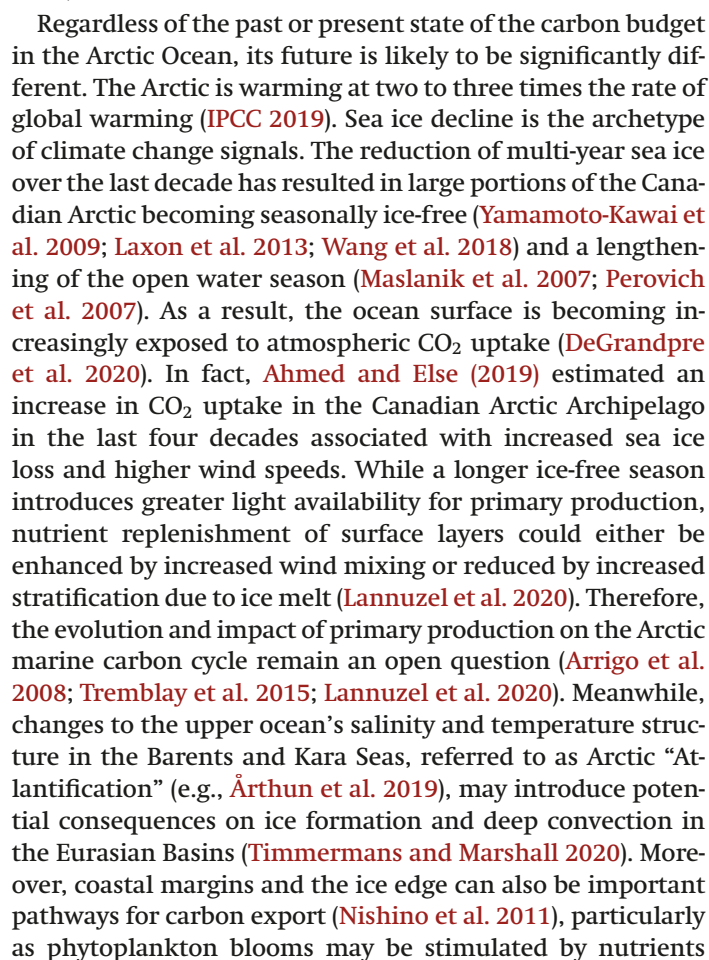 Regardless of the past or present state of the carbon budget
in the Arctic Ocean, its future is likely to be significantly dif-
ferent. The Arctic is warming at two to three times the rate of
global warming (IPCC 2019). Sea ice decline is the archetype
of climate change signals. The reduction of multi-year sea ice
over the last decade has resulted in large portions of the Cana-
dian Arctic becoming seasonally ice-free (Yamamoto-Kawai et
al. 2009; Laxon et al. 2013; Wang et al. 2018) and a lengthen-
ing of the open water season (Maslanik et al. 2007; Perovich
et al. 2007). As a result, the ocean surface is becoming in-
creasingly exposed to atmospheric CO₂ uptake (DeGrandpre
et al. 2020). In fact, Ahmed and Else (2019) estimated an
increase in CO₂ uptake in the Canadian Arctic Archipelago
in the last four decades associated with increased sea ice
loss and higher wind speeds. While a longer ice-free season
introduces greater light availability for primary production,
nutrient replenishment of surface layers could either be
enhanced by increased wind mixing or reduced by increased
stratification due to ice melt (Lannuzel et al. 2020). Therefore,
the evolution and impact of primary production on the Arctic
marine carbon cycle remain an open question (Arrigo et al.
2008; Tremblay et al. 2015; Lannuzel et al. 2020). Meanwhile,
changes to the upper ocean's salinity and temperature struc-
ture in the Barents and Kara Seas, referred to as Arctic “At-
lantification” (e.g., Årthun et al. 2019), may introduce poten-
tial consequences on ice formation and deep convection in
the Eurasian Basins (Timmermans and Marshall 2020). More-
over, coastal margins and the ice edge can also be important
pathways for carbon export (Nishino et al. 2011), particularly
as phytoplankton blooms may be stimulated by nutrients